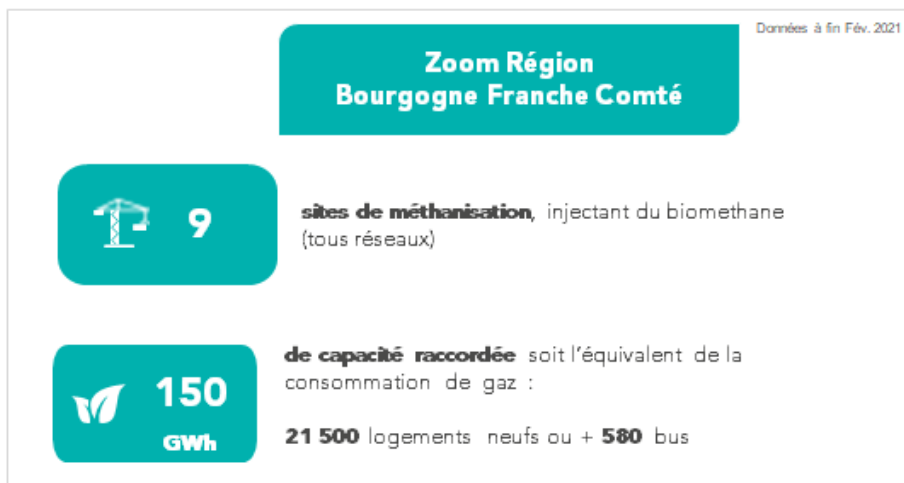 Données à fin Fév. 2021
Zoom Région
Bourgogne Franche Comté
9
sites de méthanisation, injectant du biomethane
(tous réseaux)
150
GWh
de capacité raccordée soit l'équivalent de la
consommation de gaz :
21 500 logements neufs ou + 580 bus